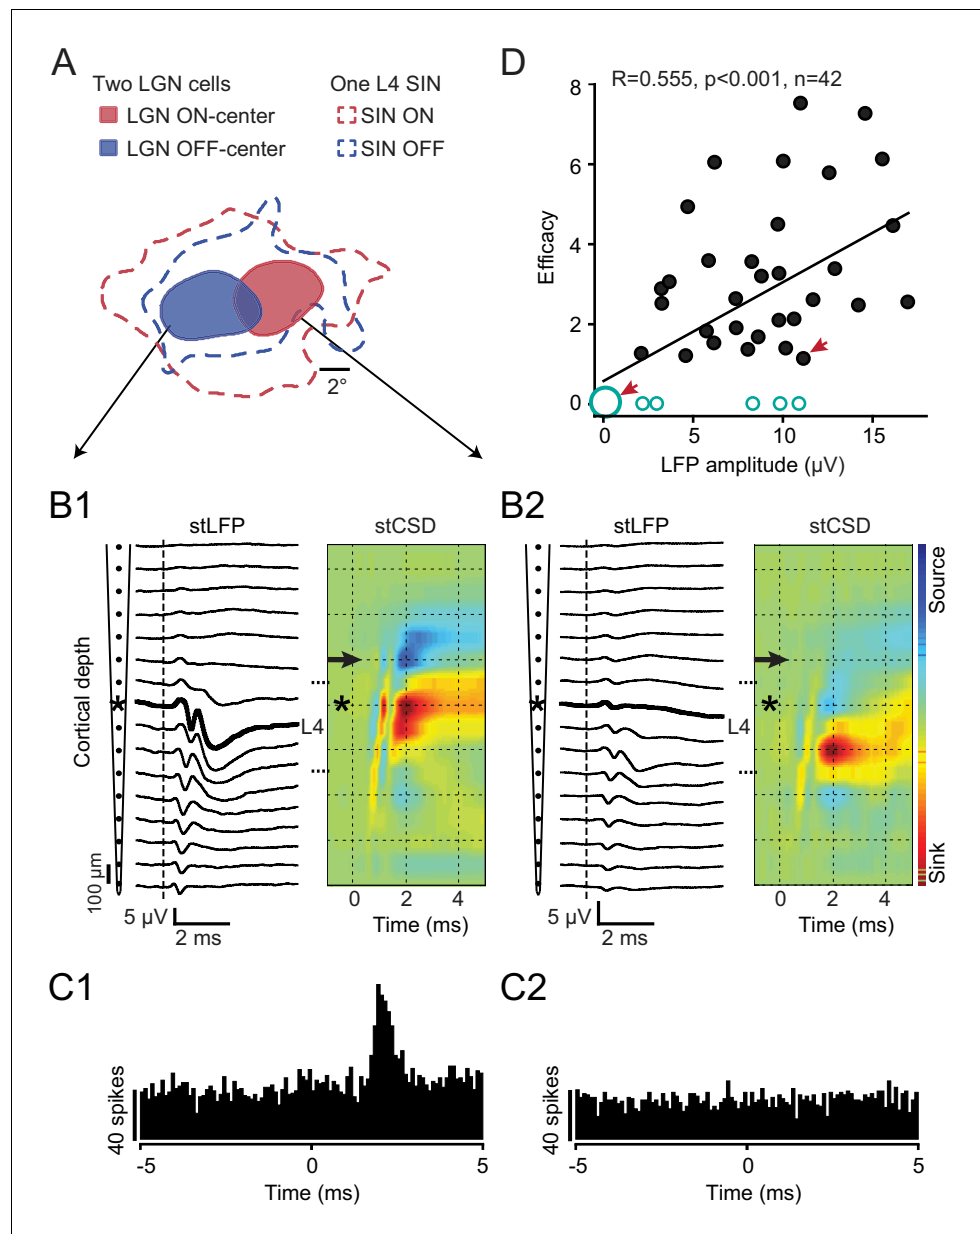 A
Two LGN cells
One L4 SIN
LGN ON-center
SIN ON
LGN OFF-center
SIN OFF
2°
D
R=0.555, p<0.001, n=42
8
6
4
2
0
Efficacy
0 5 10 15
LFP amplitude (µV)
B1
stLFP
stCSD
Cortical depth
*
*
L4
100 µm
5 µV
2 ms
0 2 4
Time (ms)
B2
stLFP
stCSD
*
*
Source
Sink
5 µV
2 ms
0 2 4
Time (ms)
C1
40 spikes
-5 0 5
Time (ms)
C2
40 spikes
-5 0 5
Time (ms)